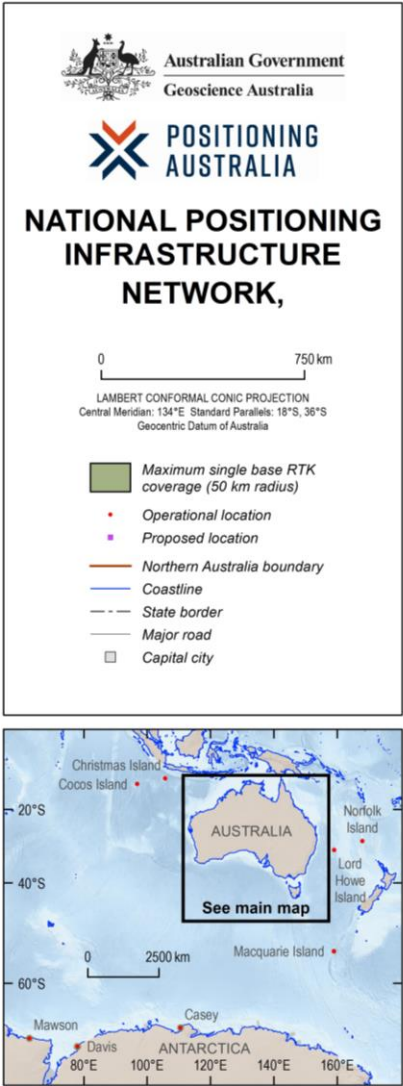 Australian Government
Geoscience Australia
POSITIONING
AUSTRALIA
NATIONAL POSITIONING
INFRASTRUCTURE
NETWORK,
0 750 km
LAMBERT CONFORMAL CONIC PROJECTION
Central Meridian: 134°E Standard Parallels: 18°S, 36°S
Geocentric Datum of Australia
Maximum single base RTK
coverage (50 km radius)
Operational location
Proposed location
Northern Australia boundary
Coastline
State border
Major road
Capital city
Christmas Island
Cocos Island
20°S
Norfolk
Island
AUSTRALIA
Lord
Howe
Island
40°S
See main map
0 2500 km
Macquarie Island
60°S
Casey
Mawson
Davis
ANTARCTICA
80°E 100°E 120°E 140°E 160°E